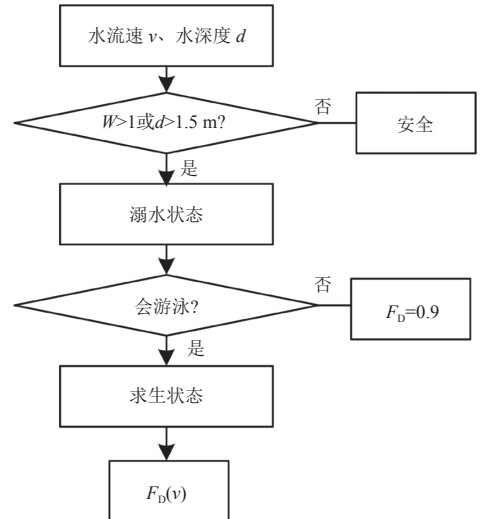 水流速 v、水深度 d
W>1或d>1.5 m?
否
安全
是
溺水状态
会游泳?
否
F_D=0.9
是
求生状态
F_D(v)